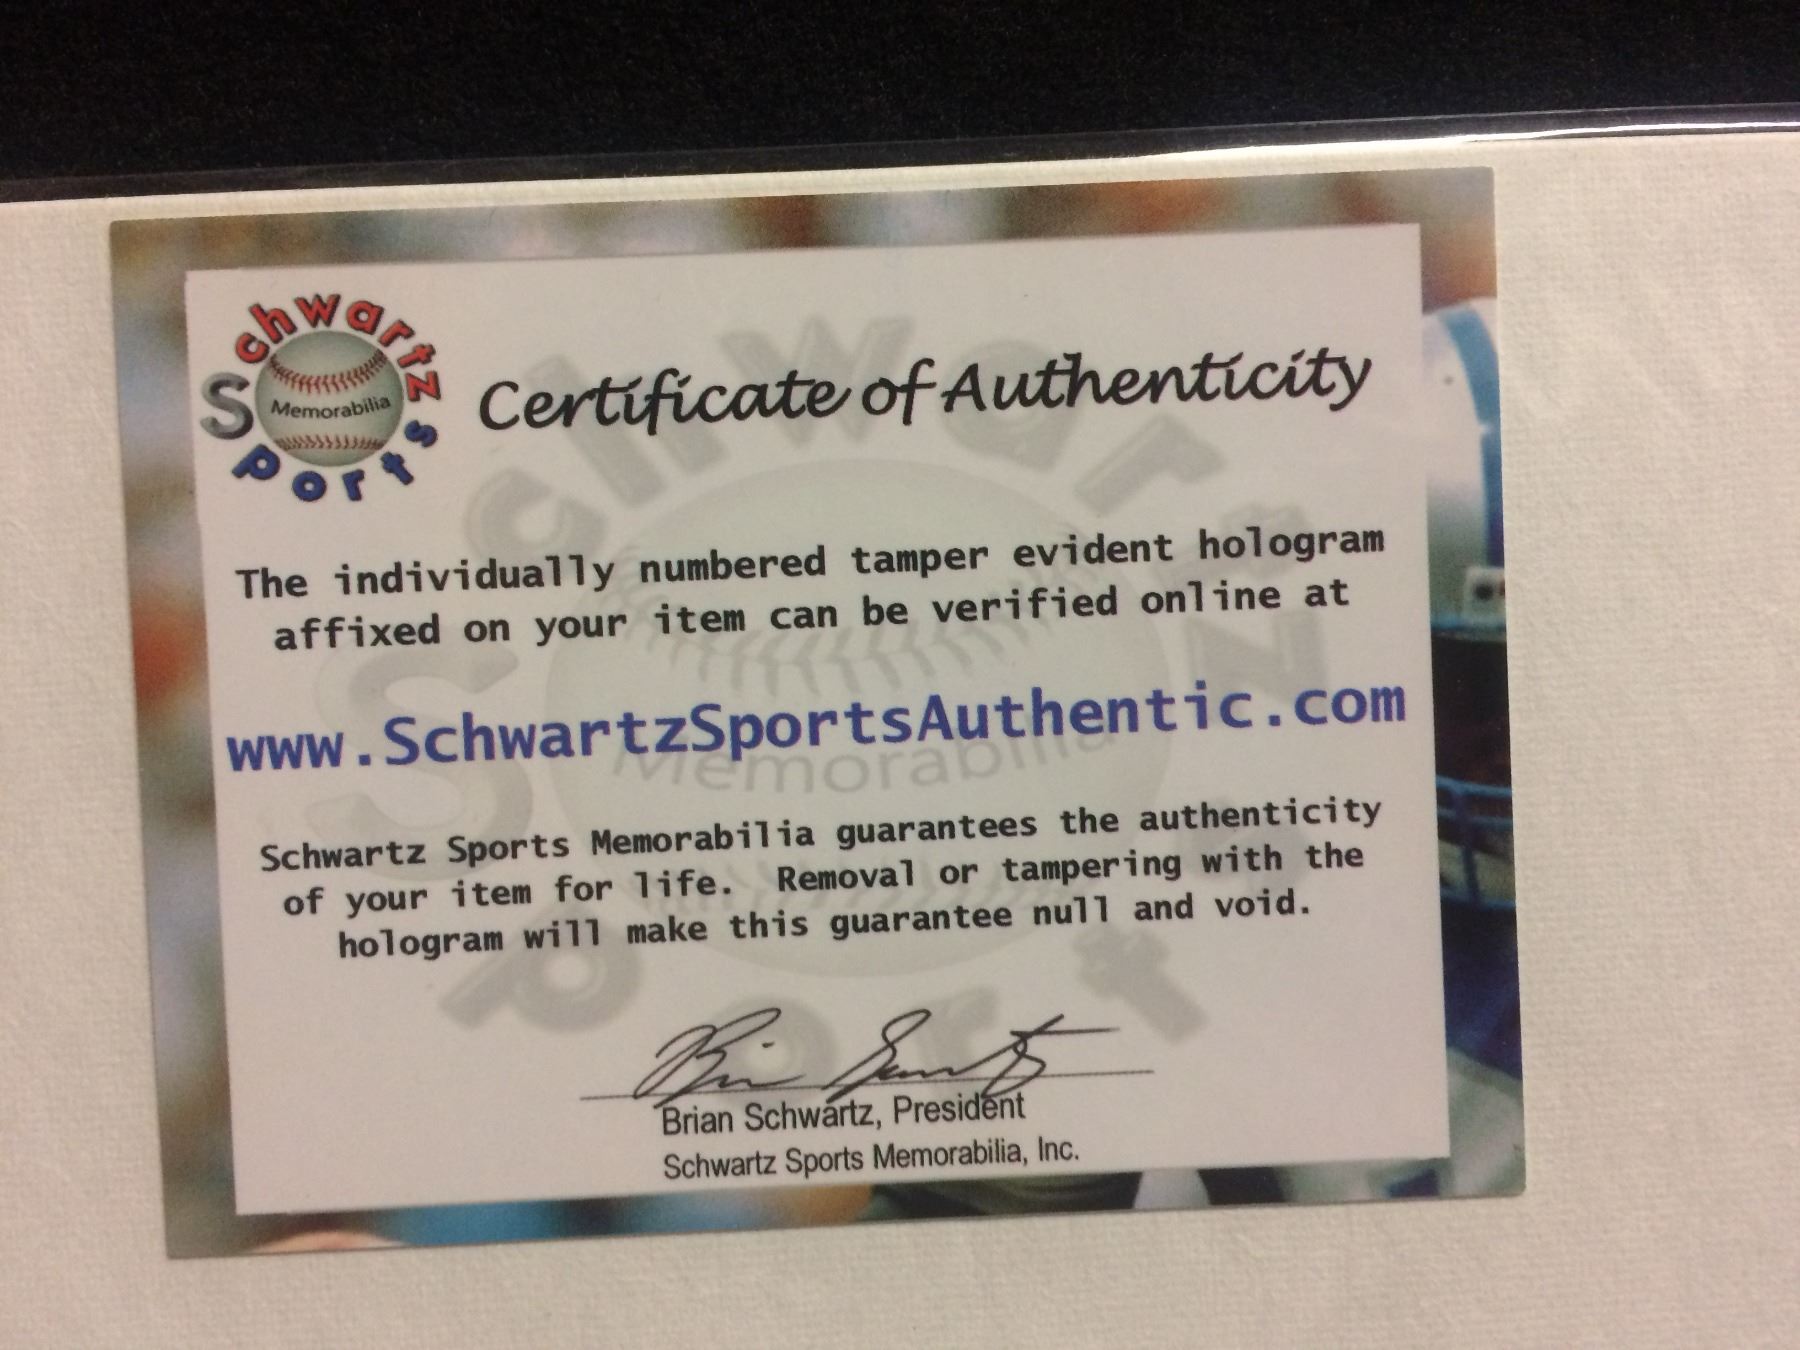 Schwartz
Sports
Memorabilia
Certificate of Authenticity
The individually numbered tamper evident hologram
affixed on your item can be verified online at
www.SchwartzSportsAuthentic.com
Schwartz Sports Memorabilia guarantees the authenticity
of your item for life. Removal or tampering with the
hologram will make this guarantee null and void.
Brian Schwartz
Brian Schwartz, President
Schwartz Sports Memorabilia, Inc.